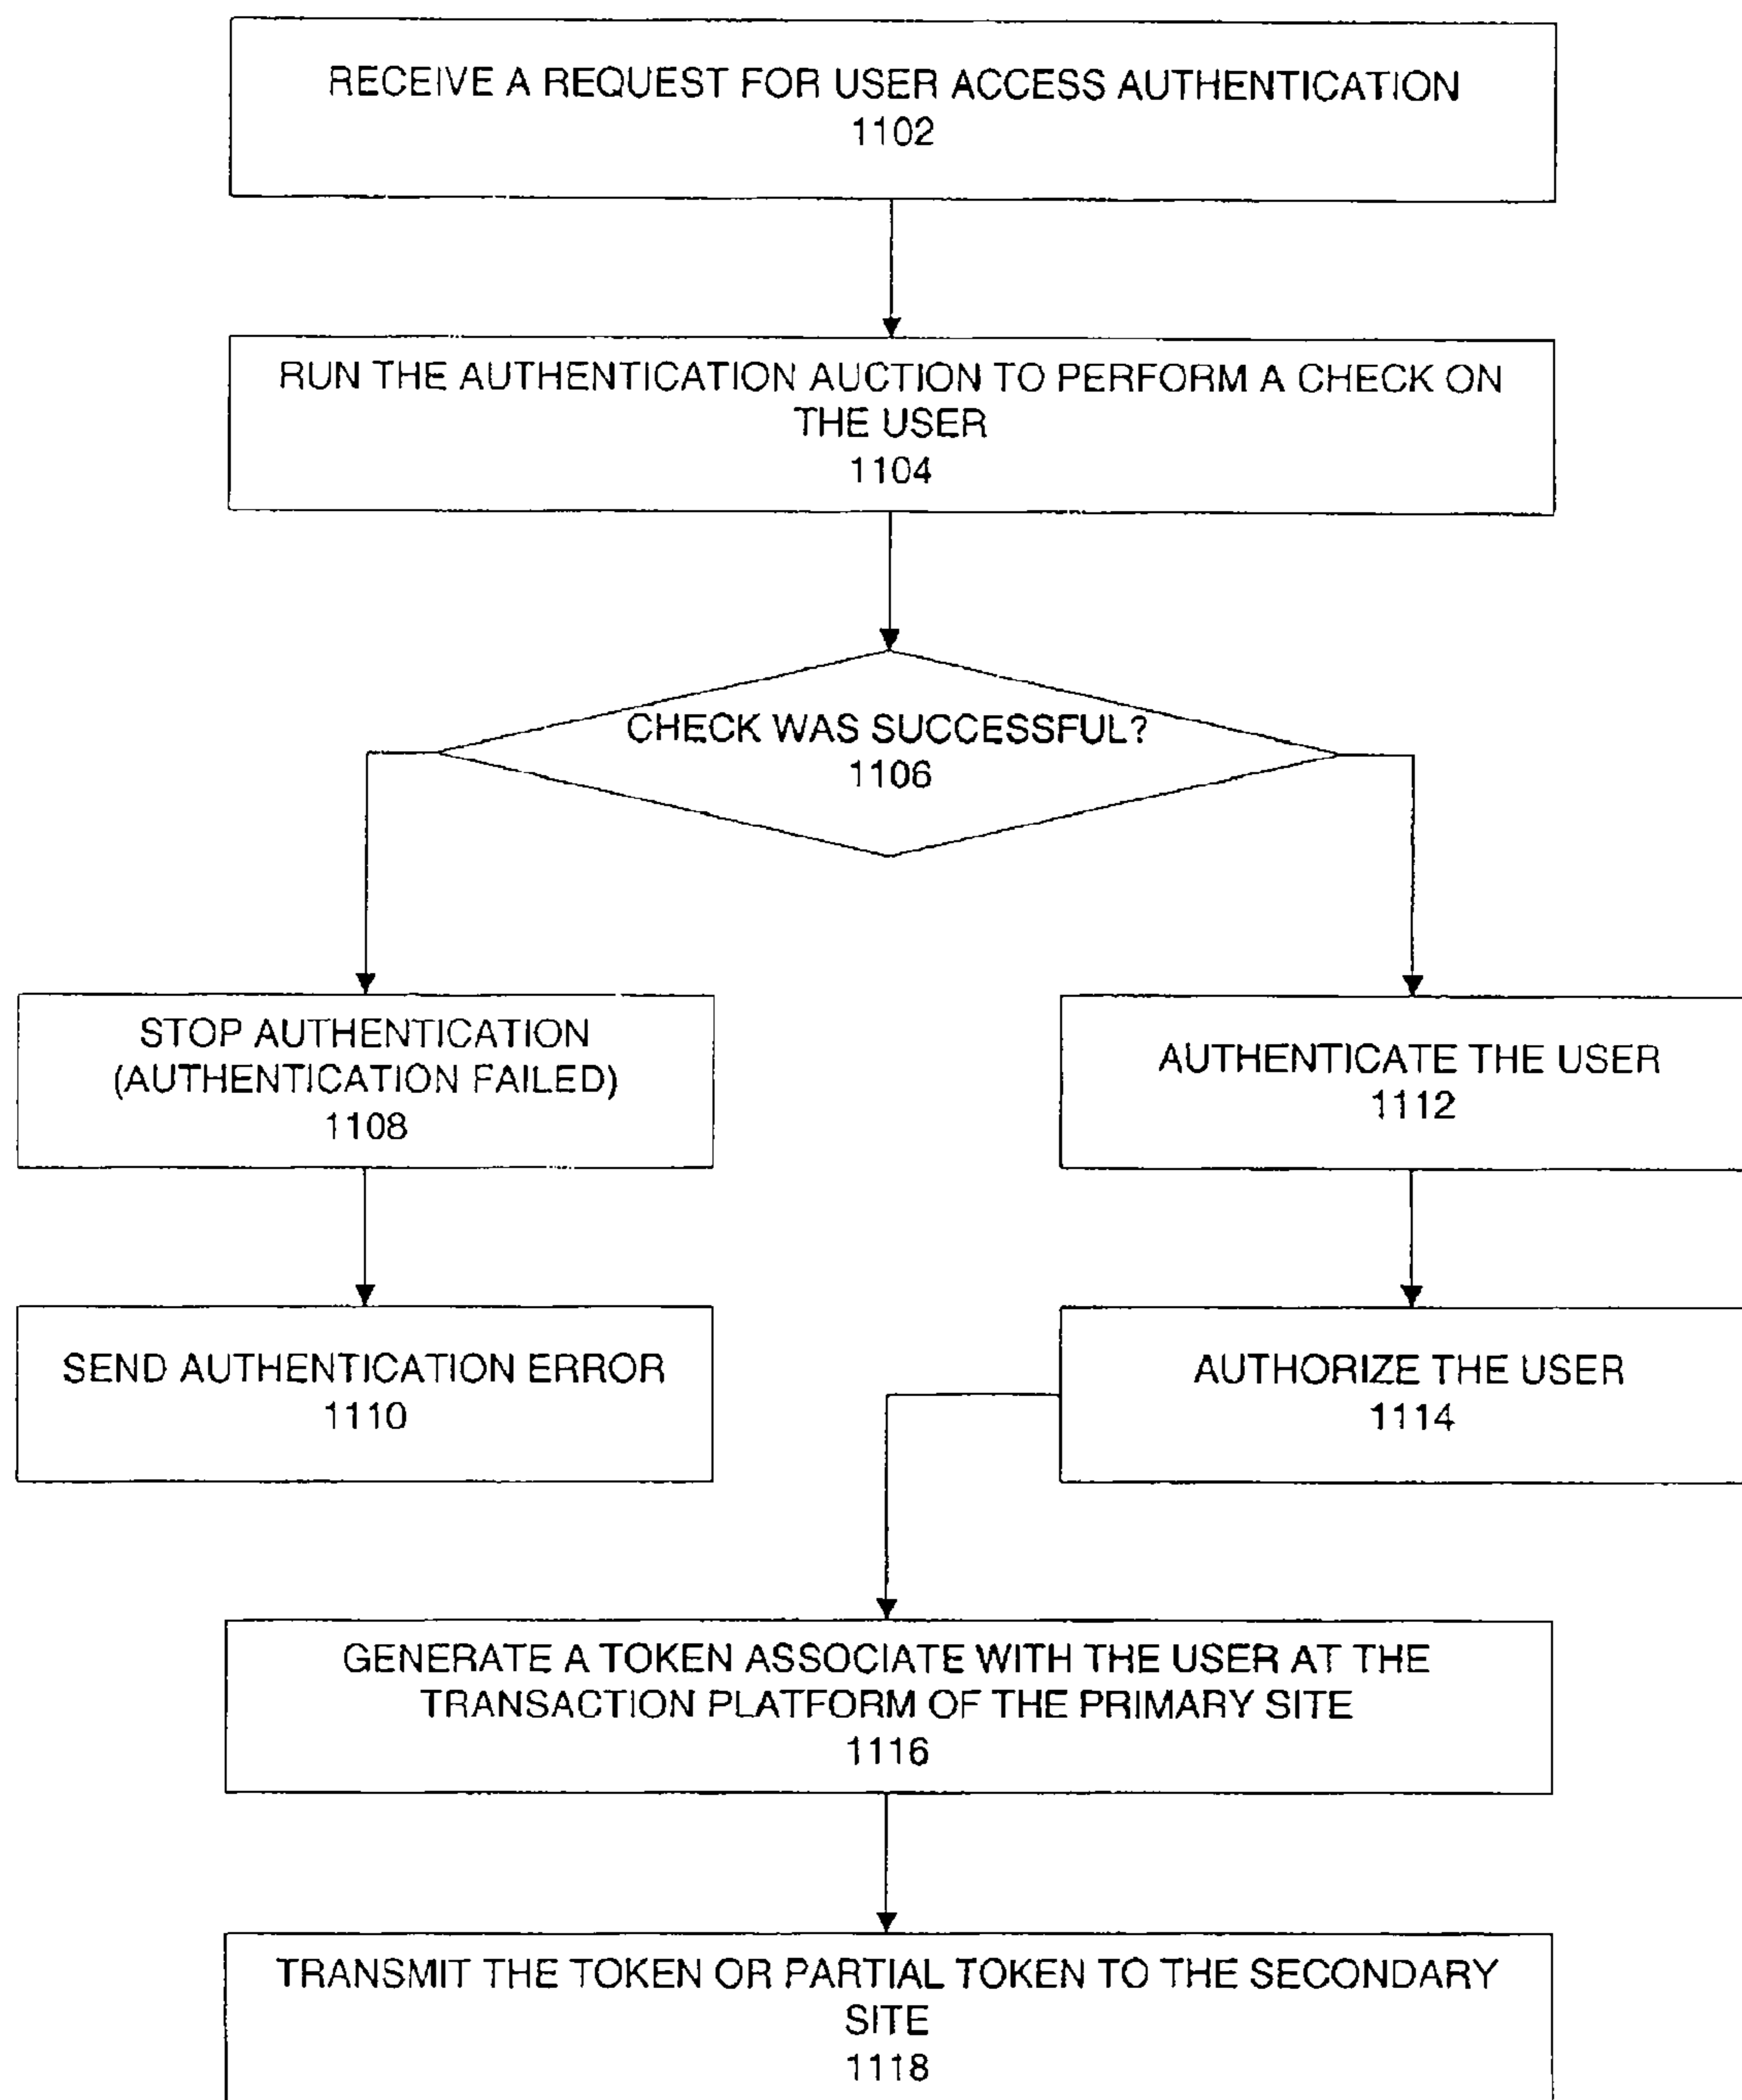 RECEIVE A REQUEST FOR USER ACCESS AUTHENTICATION
1102
RUN THE AUTHENTICATION AUCTION TO PERFORM A CHECK ON
THE USER
1104
CHECK WAS SUCCESSFUL?
1106
STOP AUTHENTICATION
(AUTHENTICATION FAILED)
1108
AUTHENTICATE THE USER
1112
SEND AUTHENTICATION ERROR
1110
AUTHORIZE THE USER
1114
GENERATE A TOKEN ASSOCIATE WITH THE USER AT THE
TRANSACTION PLATFORM OF THE PRIMARY SITE
1116
TRANSMIT THE TOKEN OR PARTIAL TOKEN TO THE SECONDARY
SITE
1118